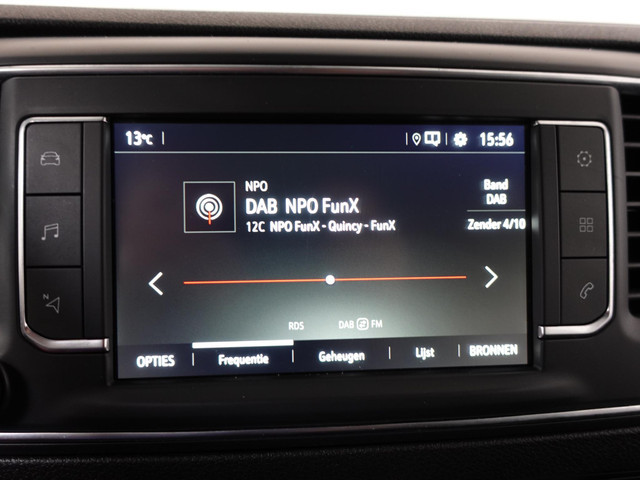 13°C 15:56
NPO
DAB NPO FunX
12C NPO FunX - Quincy - FunX
Band
DAB
Zender 4/10
RDS DAB FM
OPTIES Frequentie Geheugen Lijst BRONNEN
N